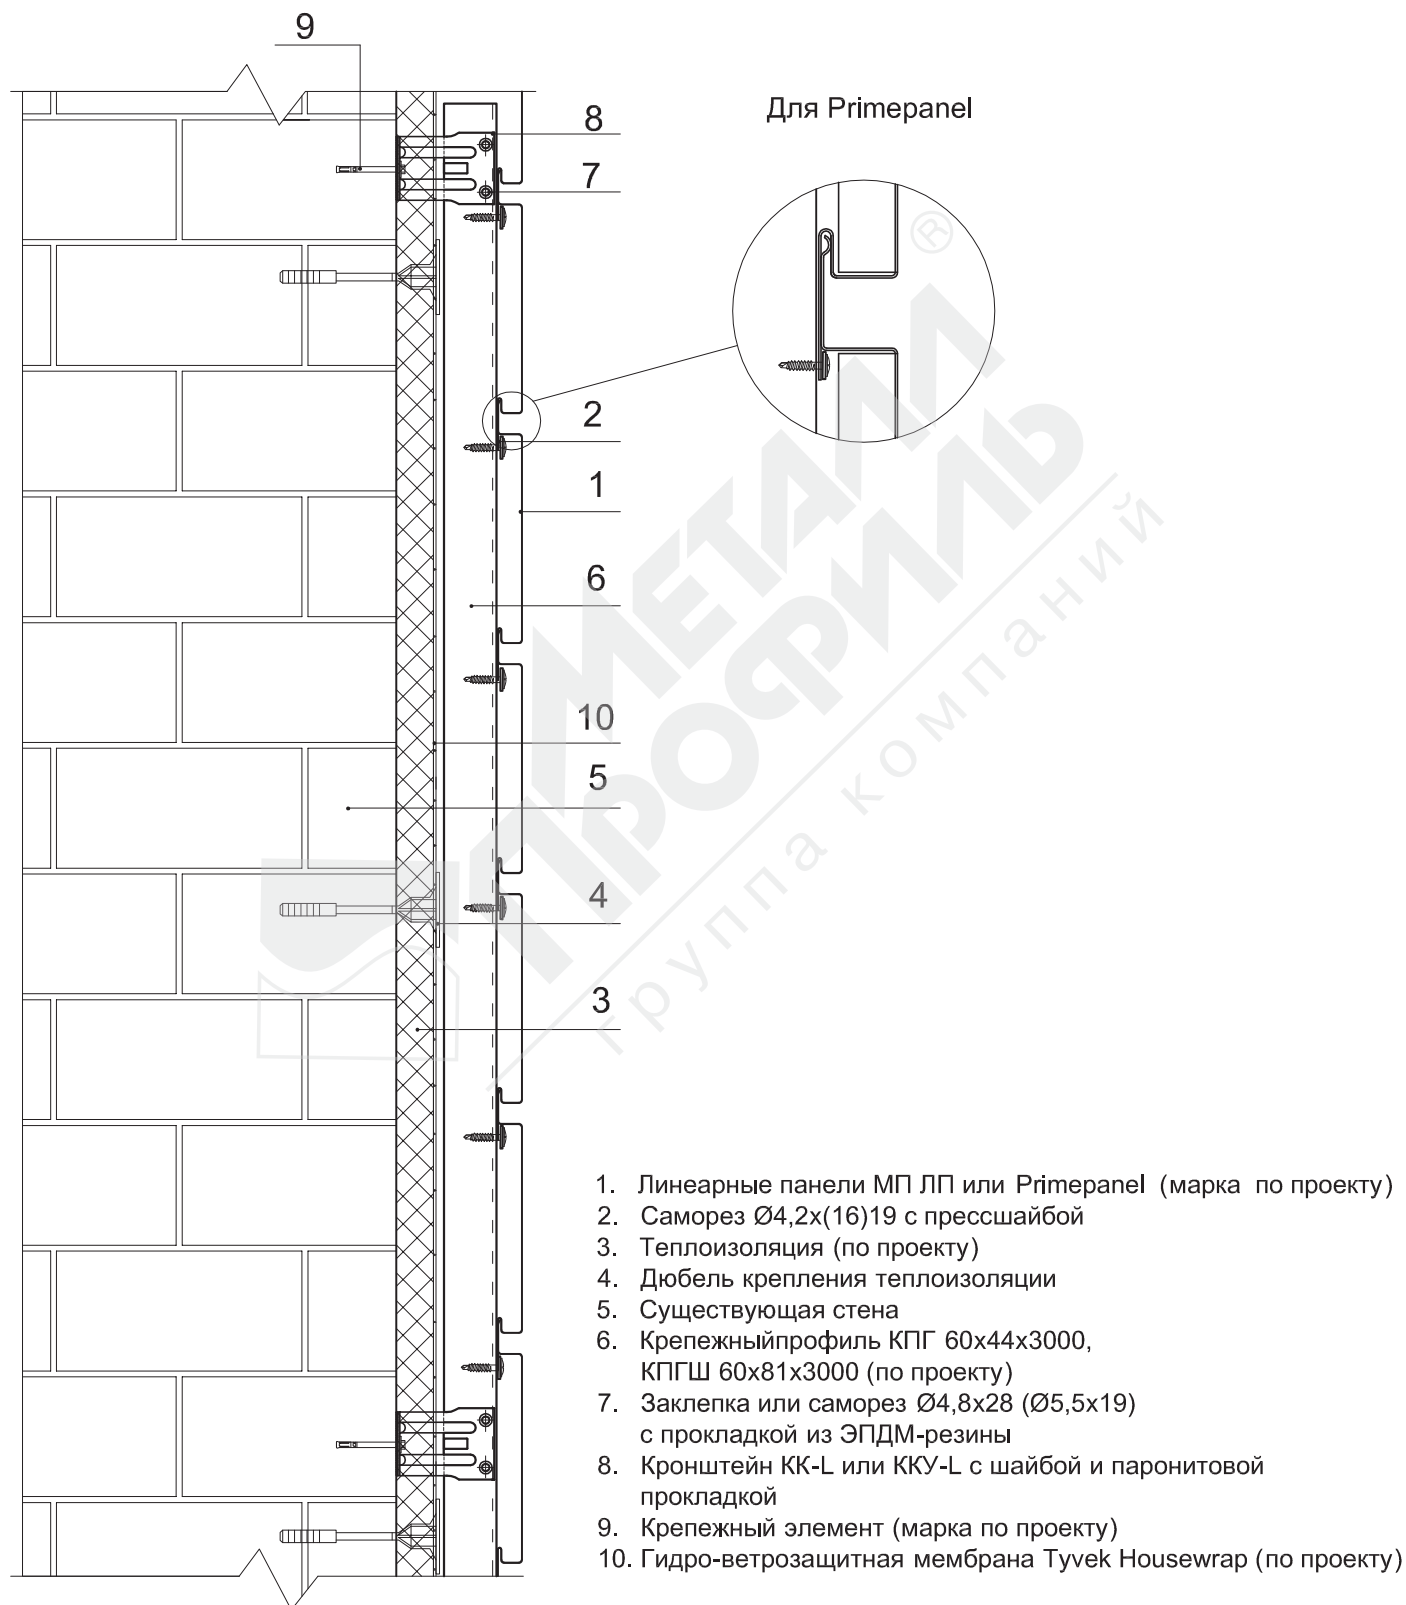 9
8
Для Primepanel
7
®
2
1
6
10
5
4
3
МЕТАЛЛ
ПРОФИЛЬ
группа компаний
1. Линеарные панели МП ЛП или Primepanel (марка по проекту)
2. Саморез Ø4,2х(16)19 с прессшайбой
3. Теплоизоляция (по проекту)
4. Дюбель крепления теплоизоляции
5. Существующая стена
6. Крепежныйпрофиль КПГ 60х44х3000,
КПГШ 60х81х3000 (по проекту)
7. Заклепка или саморез Ø4,8х28 (Ø5,5х19)
с прокладкой из ЭПДМ-резины
8. Кронштейн КК-L или ККУ-L с шайбой и паронитовой
прокладкой
9. Крепежный элемент (марка по проекту)
10. Гидро-ветрозащитная мембрана Tyvek Housewrap (по проекту)